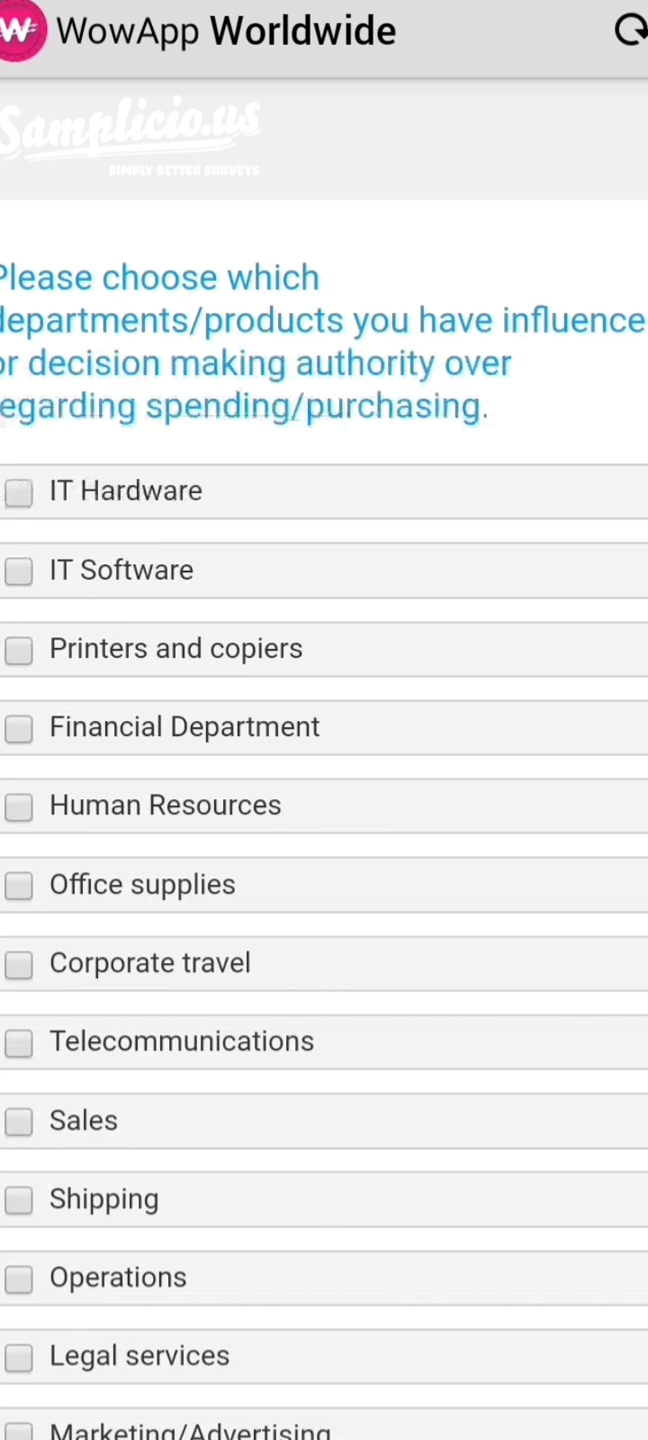 WowApp Worldwide
Samplicio.us
SIMPLY BETTER SURVEYS
Please choose which
departments/products you have influence
or decision making authority over
regarding spending/purchasing.
IT Hardware
IT Software
Printers and copiers
Financial Department
Human Resources
Office supplies
Corporate travel
Telecommunications
Sales
Shipping
Operations
Legal services
Marketing/Advertising